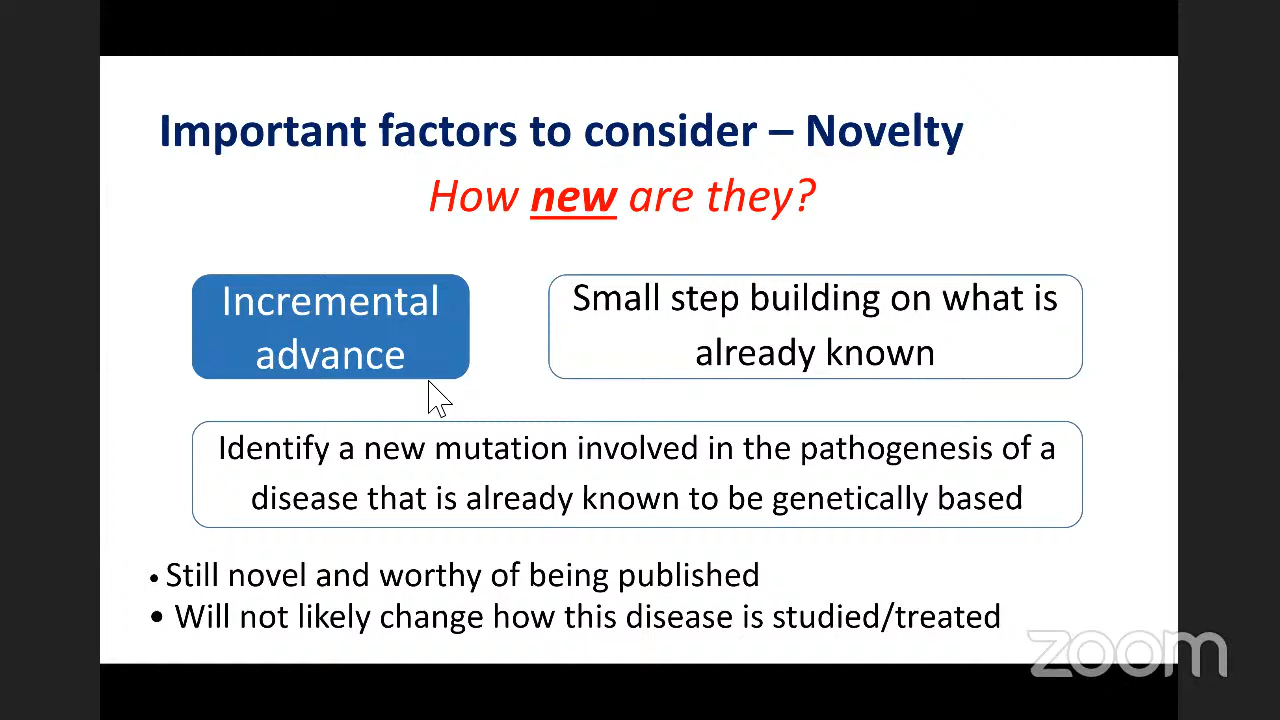 Important factors to consider – Novelty
How new are they?
Incremental
advance
Small step building on what is
already known
Identify a new mutation involved in the pathogenesis of a
disease that is already known to be genetically based
• Still novel and worthy of being published
• Will not likely change how this disease is studied/treated
zoom